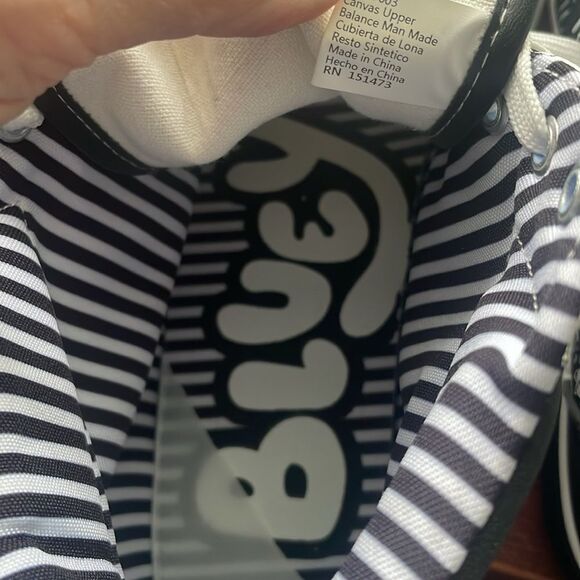 Canvas Upper
Balance Man Made
Cubierta de Lona
Resto Sintetico
Made in China
Hecho en China
RN 151473
BLUEY